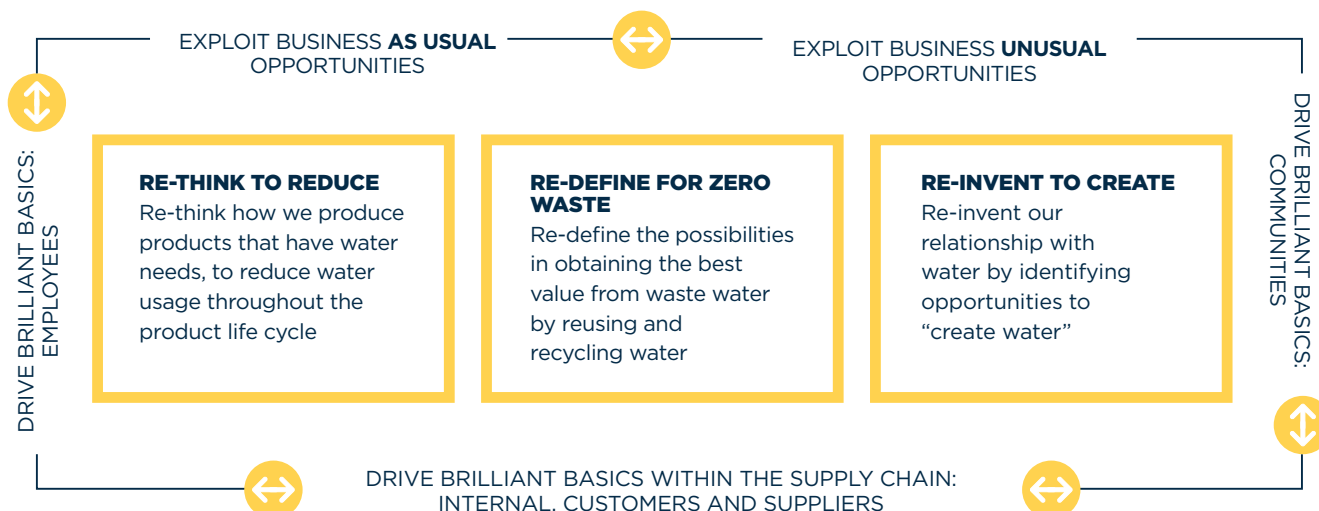 EXPLOIT BUSINESS AS USUAL
OPPORTUNITIES
EXPLOIT BUSINESS UNUSUAL
OPPORTUNITIES
DRIVE BRILLIANT BASICS:
EMPLOYEES
RE-THINK TO REDUCE
Re-think how we produce
products that have water
needs, to reduce water
usage throughout the
product life cycle
RE-DEFINE FOR ZERO
WASTE
Re-define the possibilities
in obtaining the best
value from waste water
by reusing and
recycling water
RE-INVENT TO CREATE
Re-invent our
relationship with
water by identifying
opportunities to
“create water”
DRIVE BRILLIANT BASICS:
COMMUNITIES
DRIVE BRILLIANT BASICS WITHIN THE SUPPLY CHAIN:
INTERNAL, CUSTOMERS AND SUPPLIERS